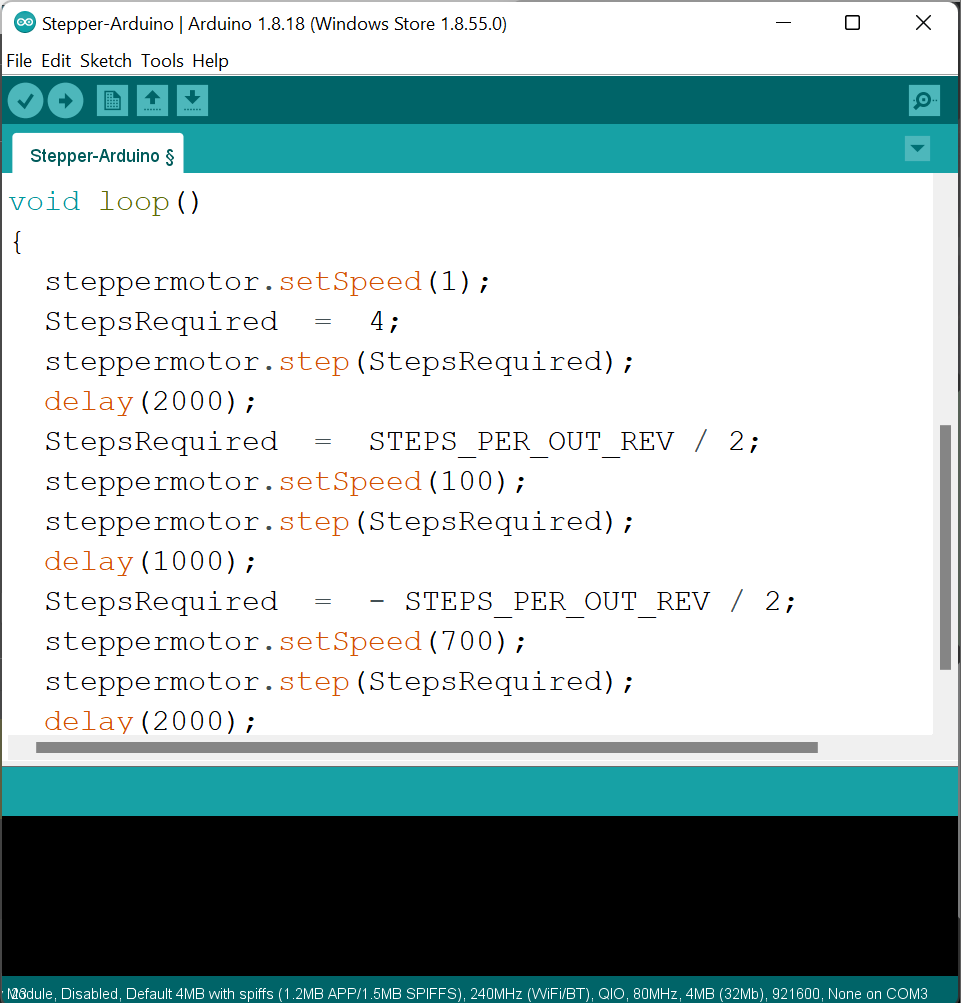 Stepper-Arduino | Arduino 1.8.18 (Windows Store 1.8.55.0)
File Edit Sketch Tools Help
Stepper-Arduino §
void loop()
{
  steppermotor.setSpeed(1);
  StepsRequired  =  4;
  steppermotor.step(StepsRequired);
  delay(2000);
  StepsRequired  =  STEPS_PER_OUT_REV / 2;
  steppermotor.setSpeed(100);
  steppermotor.step(StepsRequired);
  delay(1000);
  StepsRequired  =  - STEPS_PER_OUT_REV / 2;
  steppermotor.setSpeed(700);
  steppermotor.step(StepsRequired);
  delay(2000);
Module, Disabled, Default 4MB with spiffs (1.2MB APP/1.5MB SPIFFS), 240MHz (WiFi/BT), QIO, 80MHz, 4MB (32Mb), 921600, None on COM3